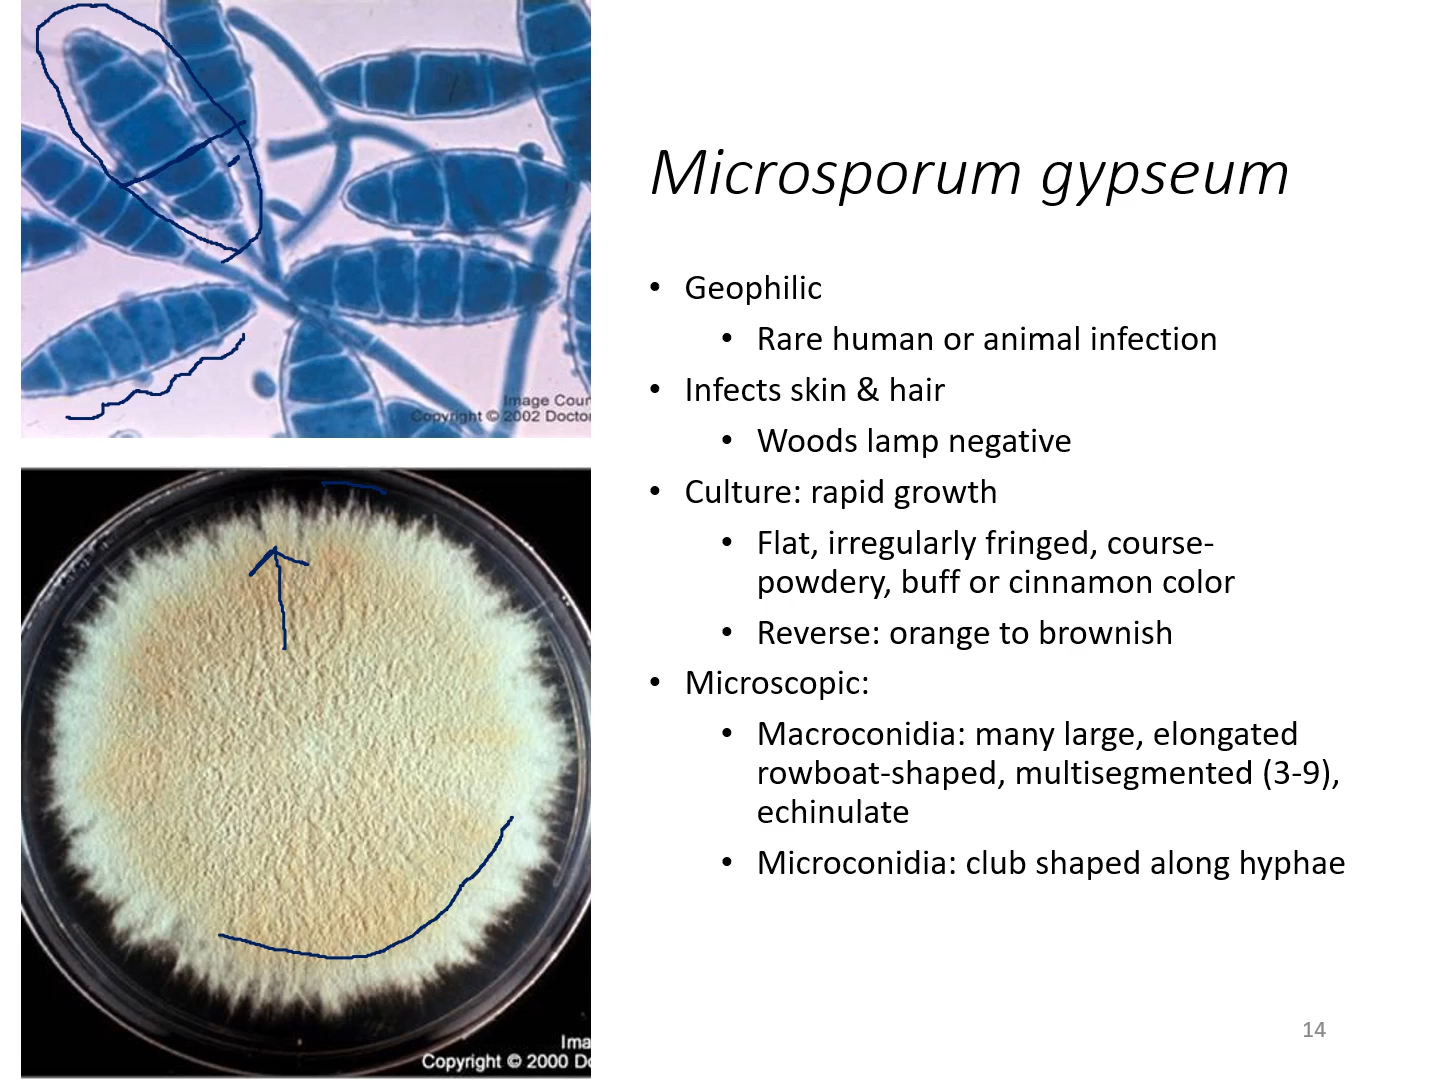 Image Cour
Copyright © 2002 Docto
Microsporum gypseum
• Geophilic
• Rare human or animal infection
• Infects skin & hair
• Woods lamp negative
• Culture: rapid growth
• Flat, irregularly fringed, course-
powdery, buff or cinnamon color
• Reverse: orange to brownish
• Microscopic:
• Macroconidia: many large, elongated
rowboat-shaped, multisegmented (3-9),
echinulate
• Microconidia: club shaped along hyphae
Ima
Copyright © 2000 Do
14